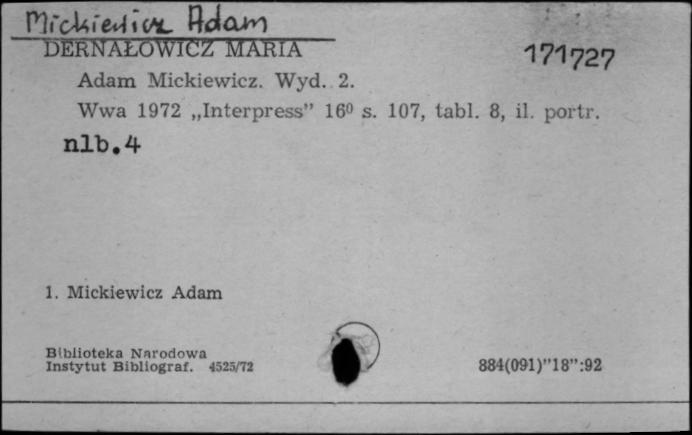 Mickiewicz Adam
DERNAŁOWICZ MARIA
171727
Adam Mickiewicz. Wyd. 2.
Wwa 1972 „Interpress” 16⁰ s. 107, tabl. 8, il. portr.
nlb.4
1. Mickiewicz Adam
Biblioteka Narodowa
Instytut Bibliograf. 4525/72
884(091)”18”:92